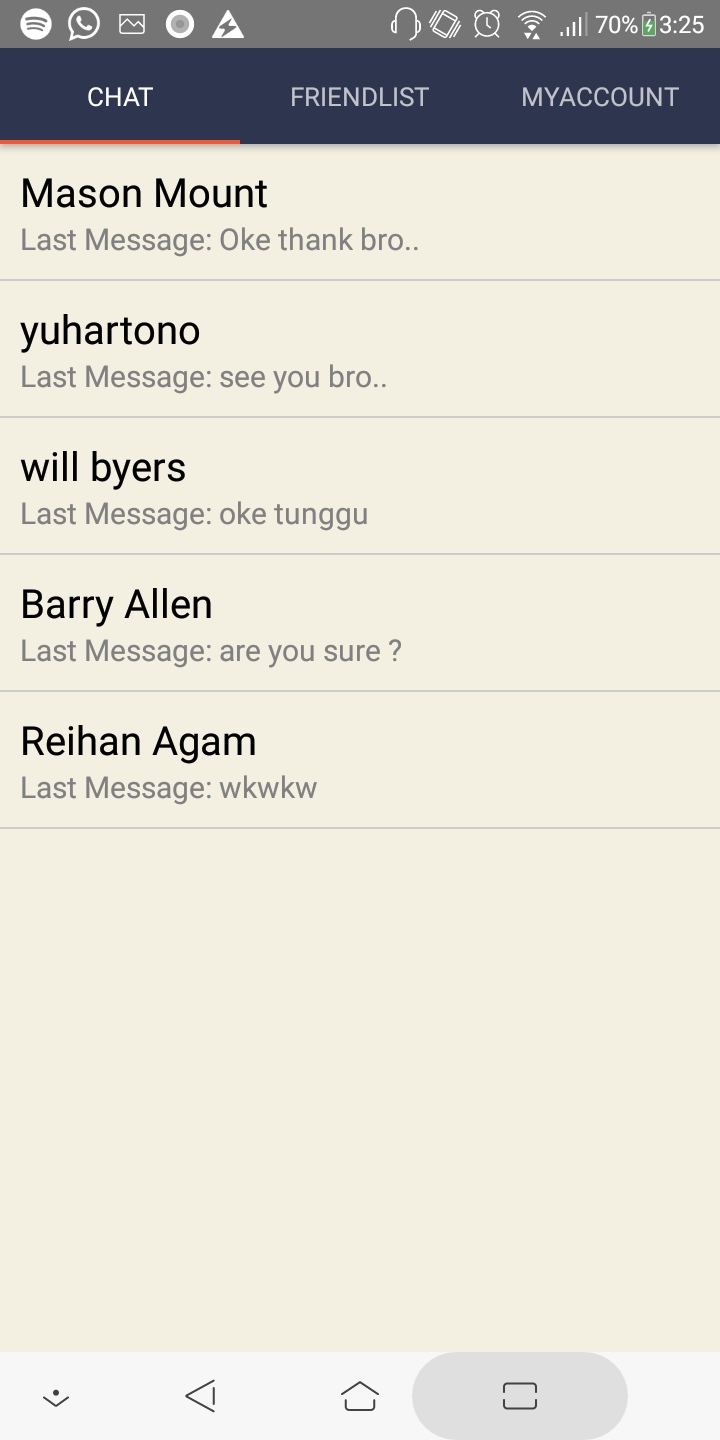 70% 3:25
CHAT FRIENDLIST MYACCOUNT
Mason Mount
Last Message: Oke thank bro..
yuhartono
Last Message: see you bro..
will byers
Last Message: oke tunggu
Barry Allen
Last Message: are you sure ?
Reihan Agam
Last Message: wkwkw